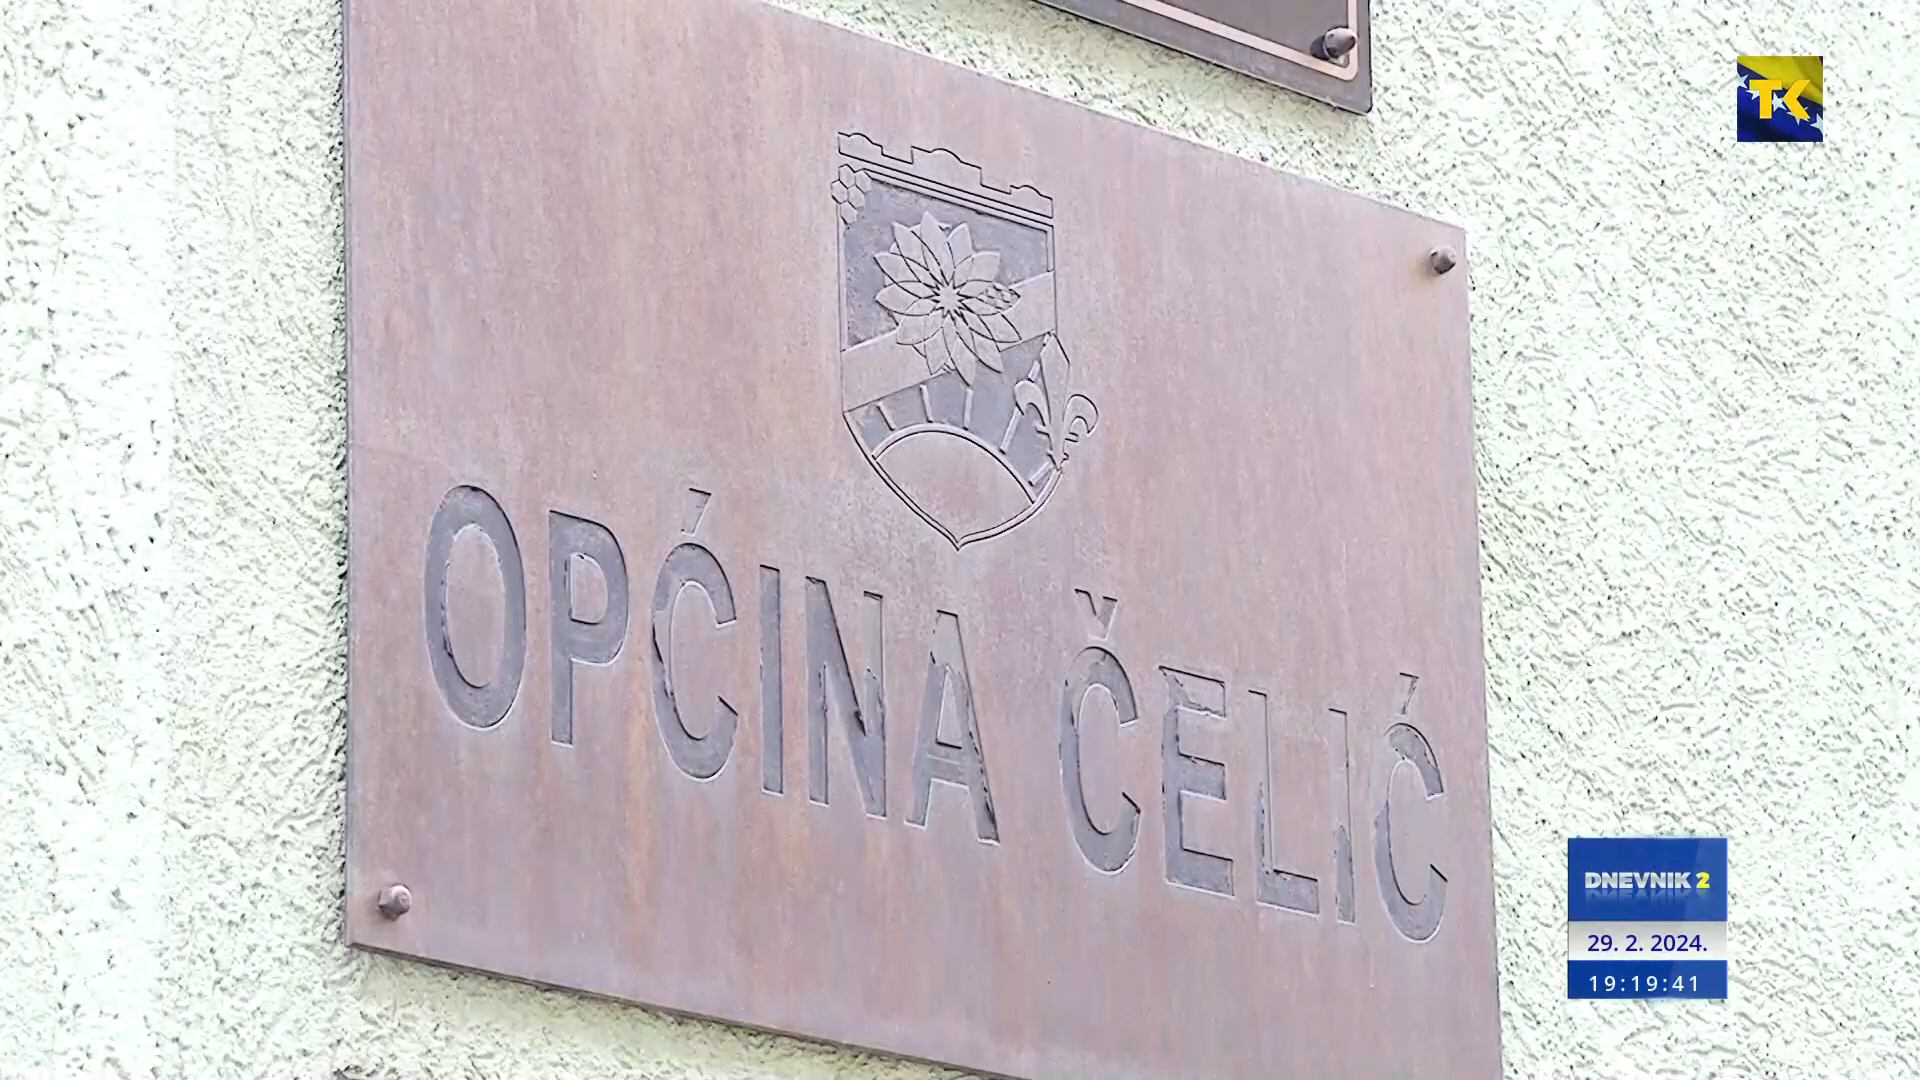 TK
OPĆINA ČELIĆ
DNEVNIK 2
29. 2. 2024.
19:19:41